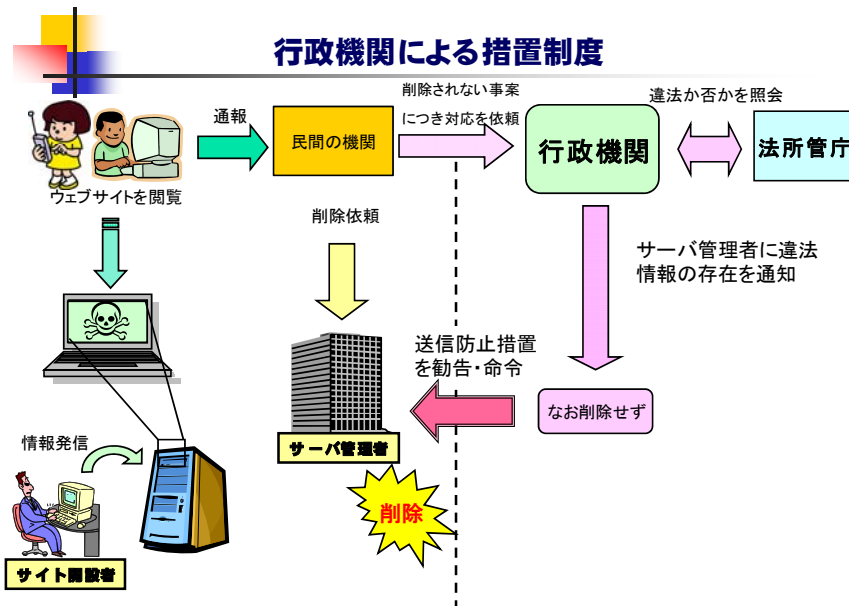 行政機関による措置制度
通報
民間の機関
削除されない事案
につき対応を依頼
行政機関
違法か否かを照会
法所管庁
ウェブサイトを閲覧
削除依頼
サーバ管理者に違法
情報の存在を通知
送信防止措置
を勧告・命令
なお削除せず
サーバ管理者
情報発信
削除
サイト開設者